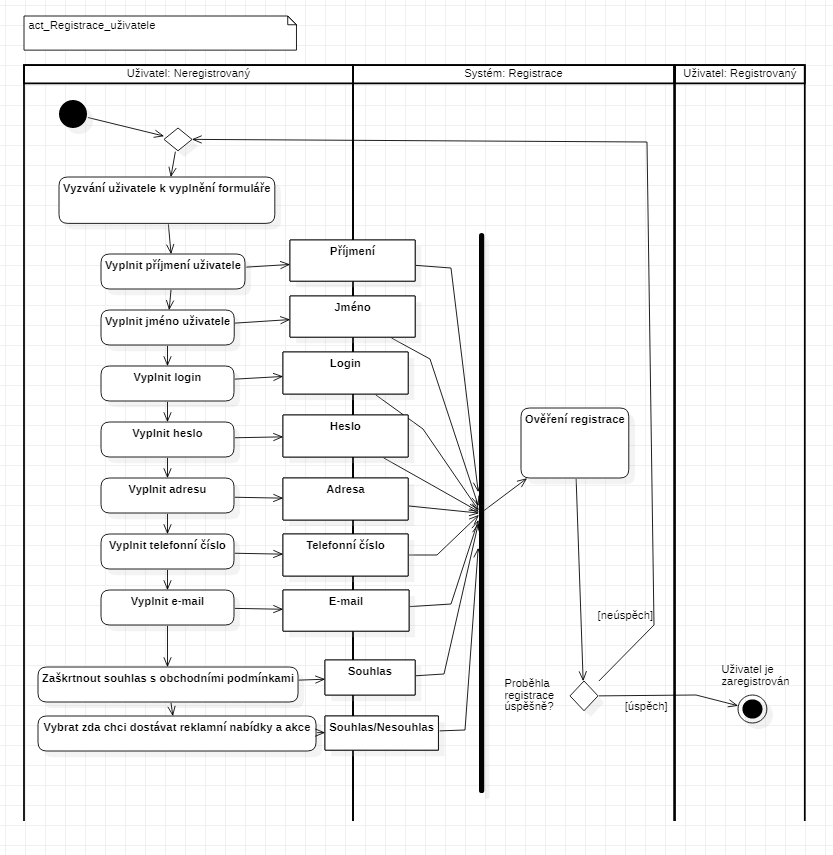 act_Registrace_uživatele
Uživatel: Neregistrovaný
Systém: Registrace
Uživatel: Registrovaný
Vyzvání uživatele k vyplnění formuláře
Vyplnit příjmení uživatele
Příjmení
Vyplnit jméno uživatele
Jméno
Vyplnit login
Login
Vyplnit heslo
Heslo
Ověření registrace
Vyplnit adresu
Adresa
Vyplnit telefonní číslo
Telefonní číslo
Vyplnit e-mail
E-mail
[neúspěch]
Zaškrtnout souhlas s obchodními podmínkami
Souhlas
Vybrat zda chci dostávat reklamní nabídky a akce
Souhlas/Nesouhlas
Proběhla
registrace
úspěšně?
[úspěch]
Uživatel je
zaregistrován